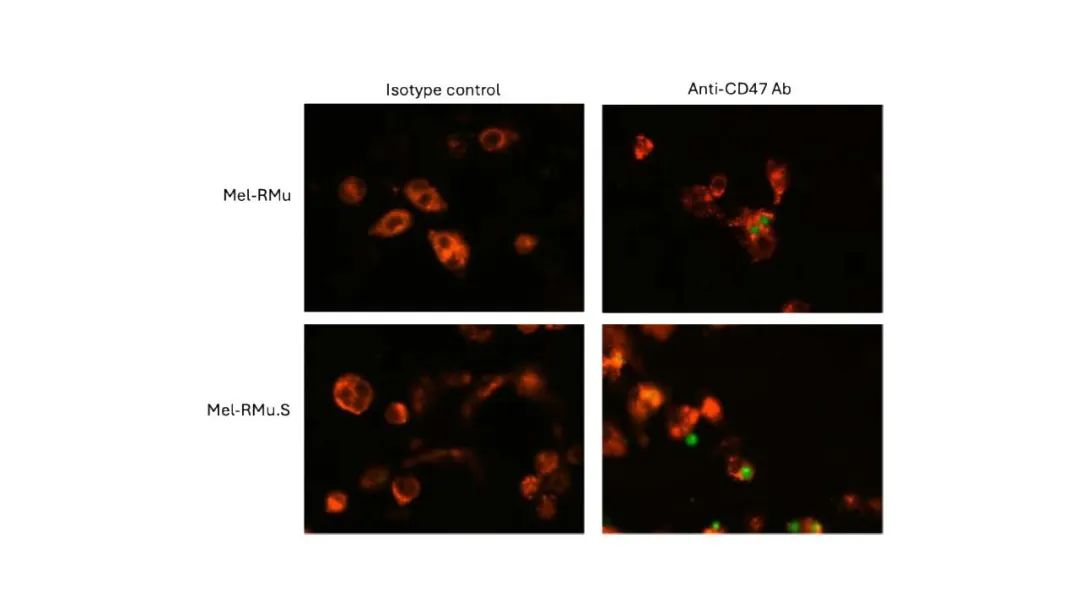 Isotype control
Anti-CD47 Ab
Mel-RMu
Mel-RMu.S